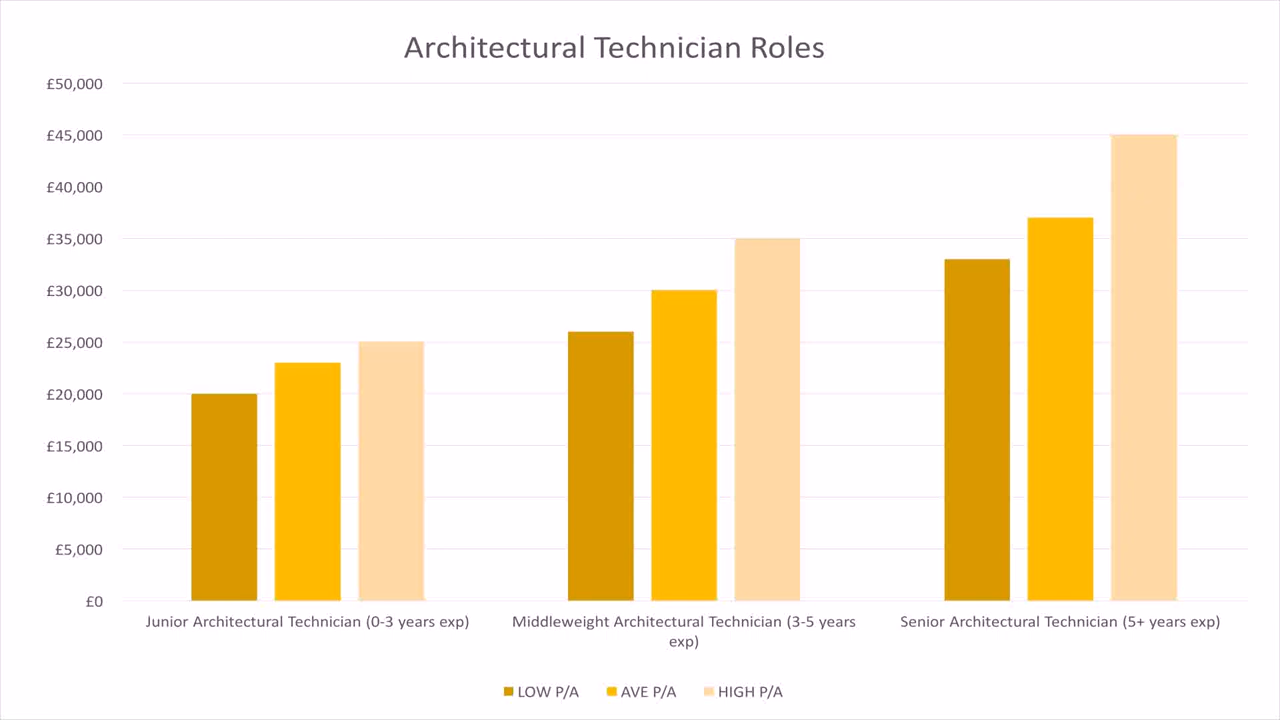 Architectural Technician Roles
£50,000
£45,000
£40,000
£35,000
£30,000
£25,000
£20,000
£15,000
£10,000
£5,000
£0
Junior Architectural Technician (0-3 years exp)
Middleweight Architectural Technician (3-5 years
exp)
Senior Architectural Technician (5+ years exp)
LOW P/A AVE P/A HIGH P/A